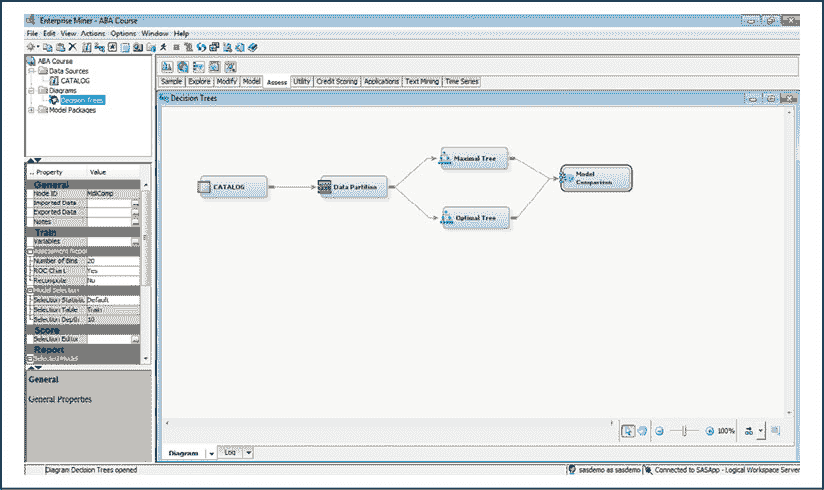 Enterprise Miner - ABA Course
File Edit View Actions Options Window Help
ABA Course
Data Sources
CATALOG
Diagrams
Decision Trees
Model Packages
Sample Explore Modify Model Assess Utility Credit Scoring Applications Text Mining Time Series
Decision Trees
.. Property Value
General
Node ID MdlComp
Imported Data ...
Exported Data ...
Notes ...
Train
Variables ...
Number of Bins 20
ROC Chart Yes
Recompute No
Model Selection
Selection Statistic Default
Selection Table Train
Selection Depth 10
Score
Selection Editor ...
Report
Selected Model
General
General Properties
CATALOG
Data Partition
Maximal Tree
Optimal Tree
Model
Comparison
100%
Diagram Log
Diagram Decision Trees opened
sasdemo as sasdemo Connected to SASApp - Logical Workspace Server